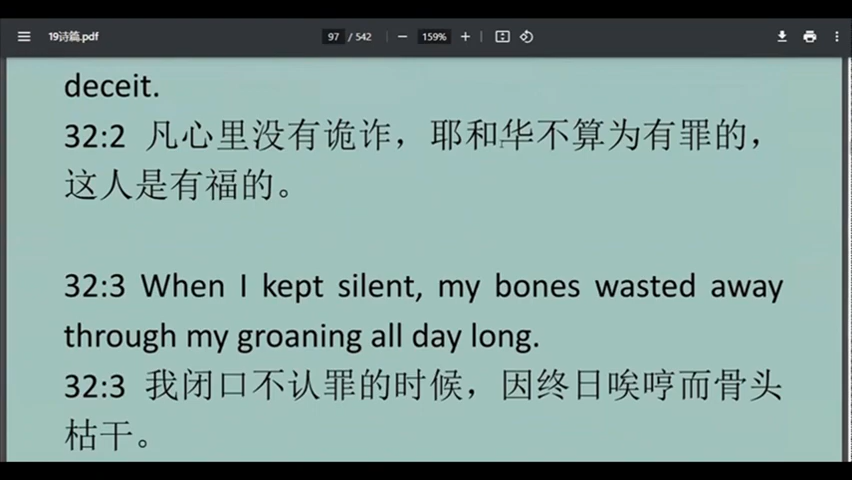 19诗篇.pdf
97 / 542
159%
deceit.
32:2 凡心里没有诡诈，耶和华不算为有罪的，
这人是有福的。
32:3 When I kept silent, my bones wasted away
through my groaning all day long.
32:3 我闭口不认罪的时候，因终日唉哼而骨头
枯干。